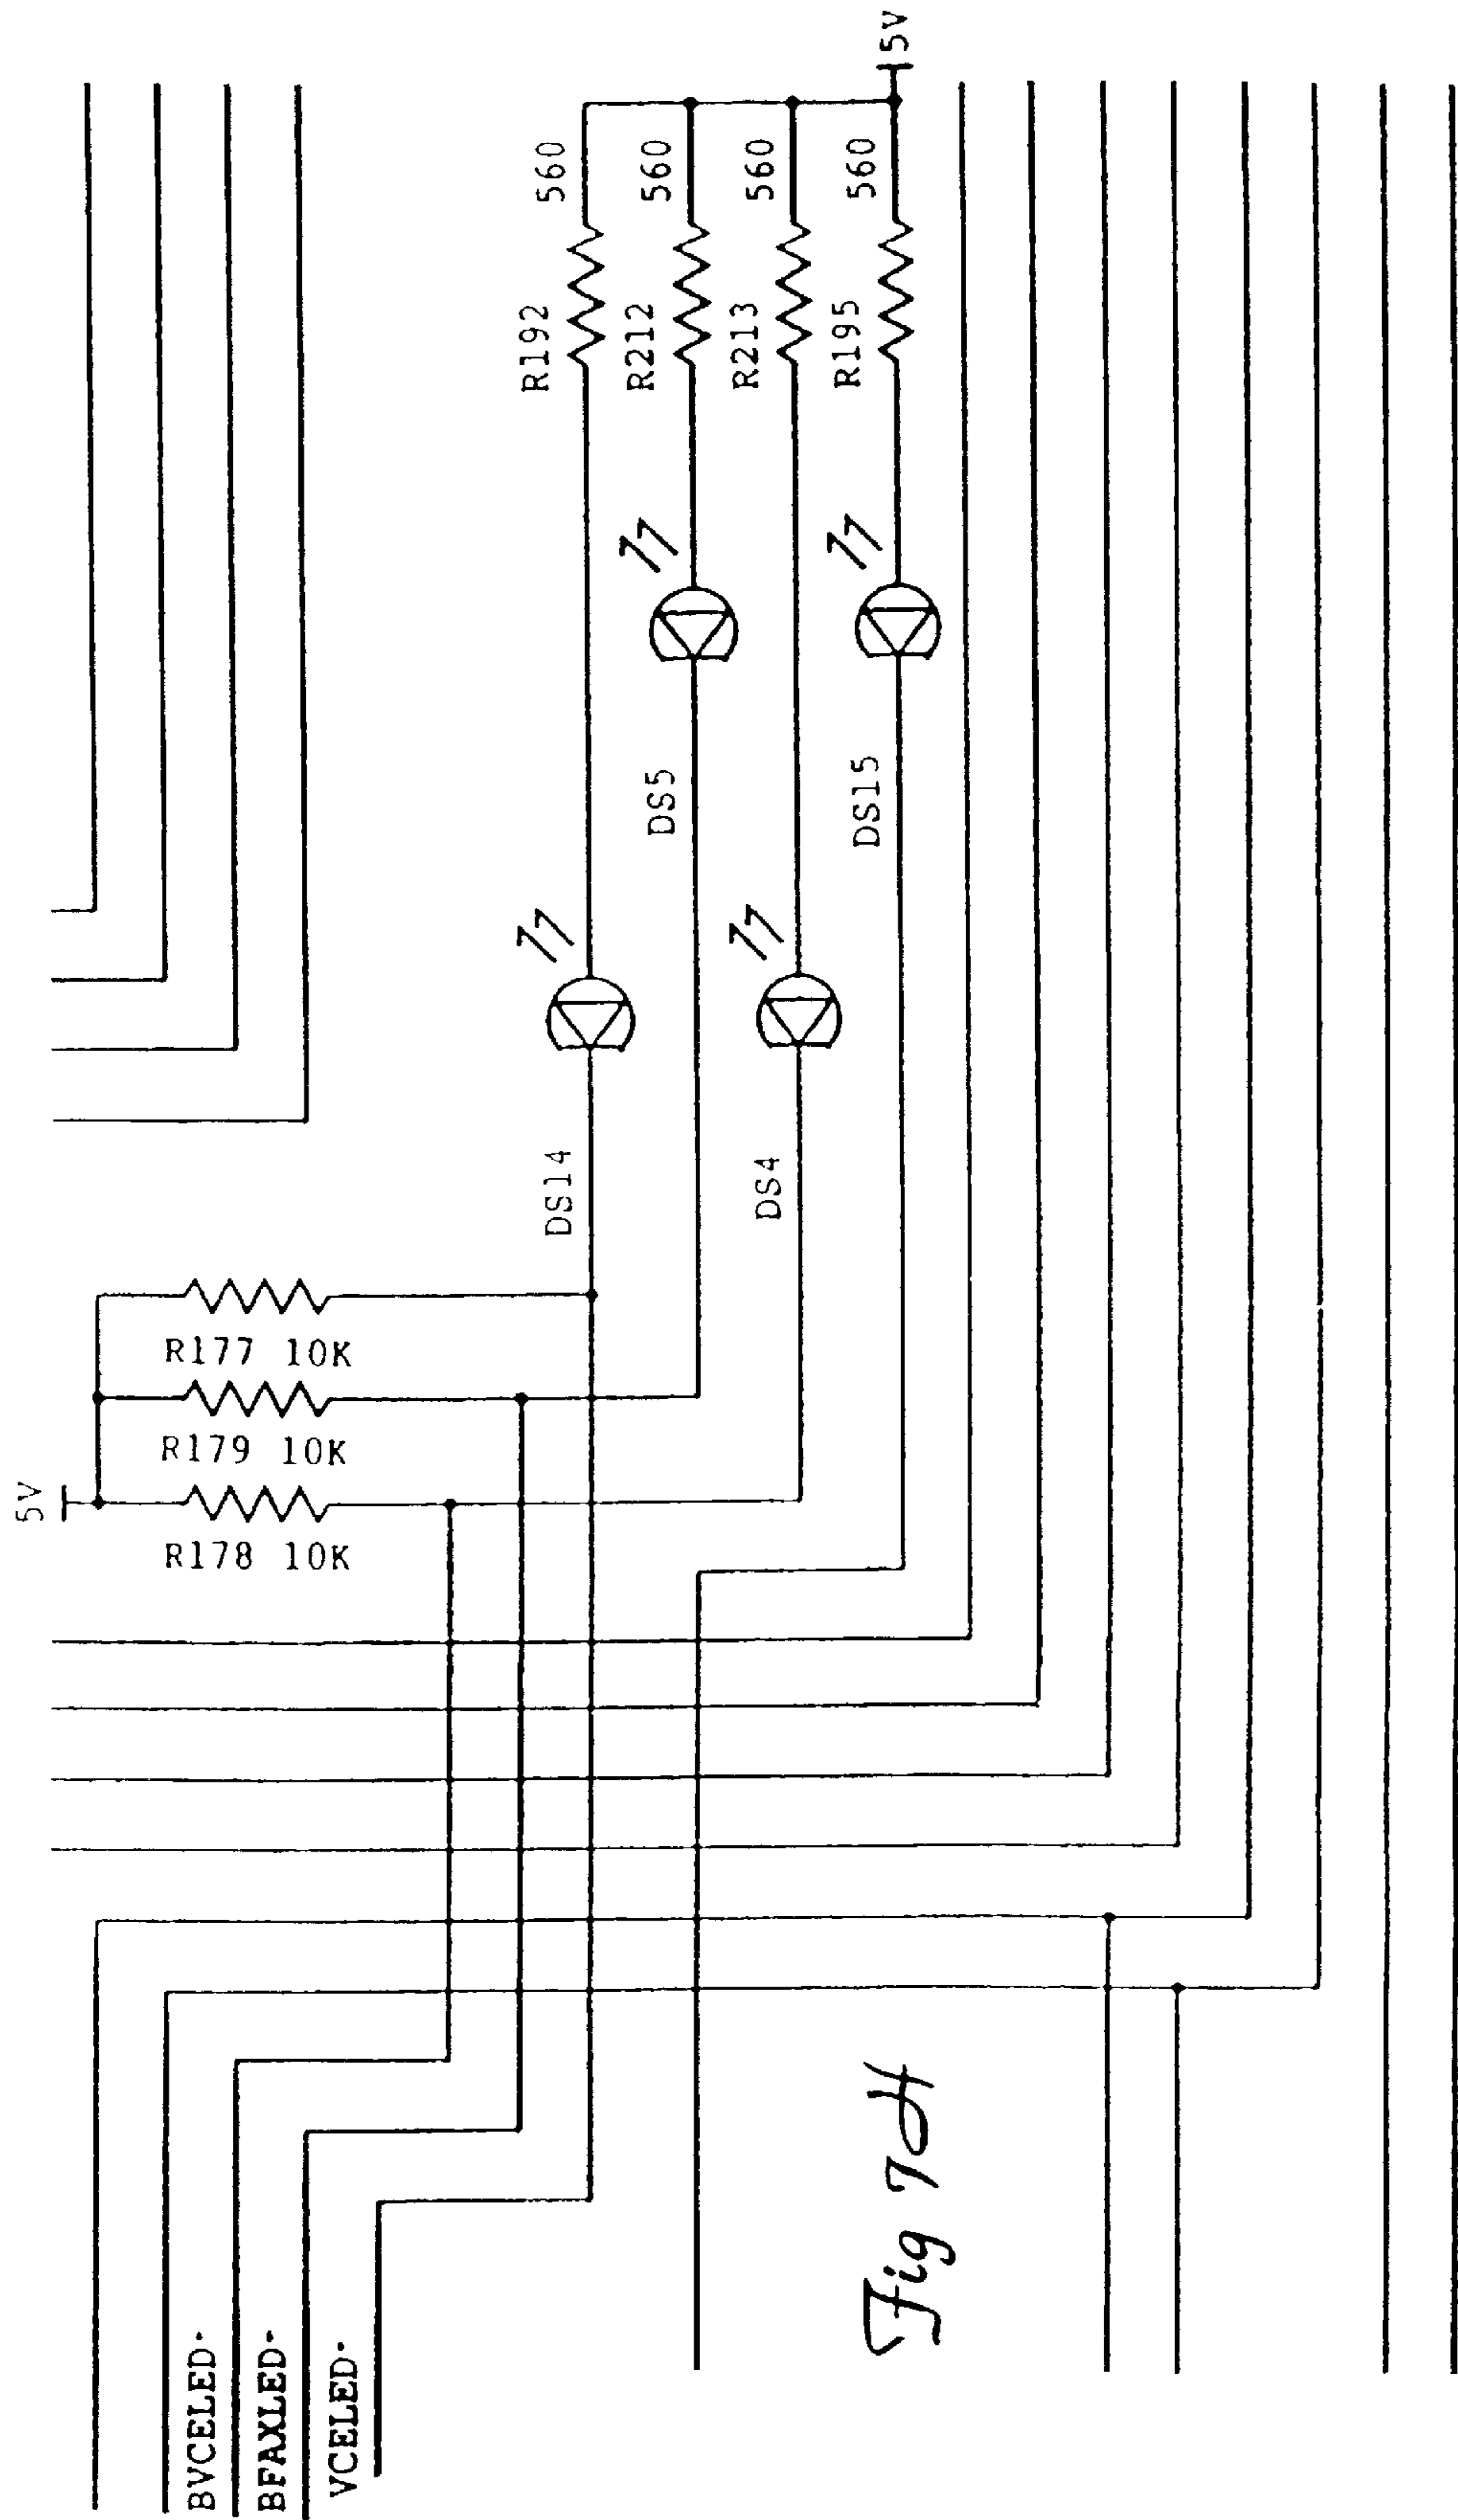 5V
560
560
560
560
R192
R212
R213
R195
DS5
DS15
DS14
DS4
R177 10K
R179 10K
R178 10K
5V
BVCELED-
BFAXLED-
VCELED-
Fig 7H